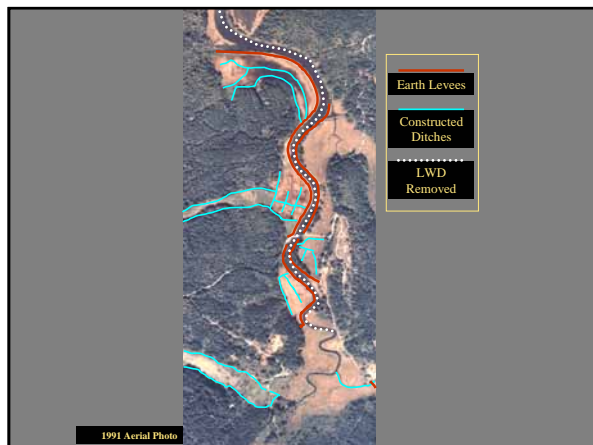 Earth Levees
Constructed
Ditches
LWD
Removed
1991 Aerial Photo